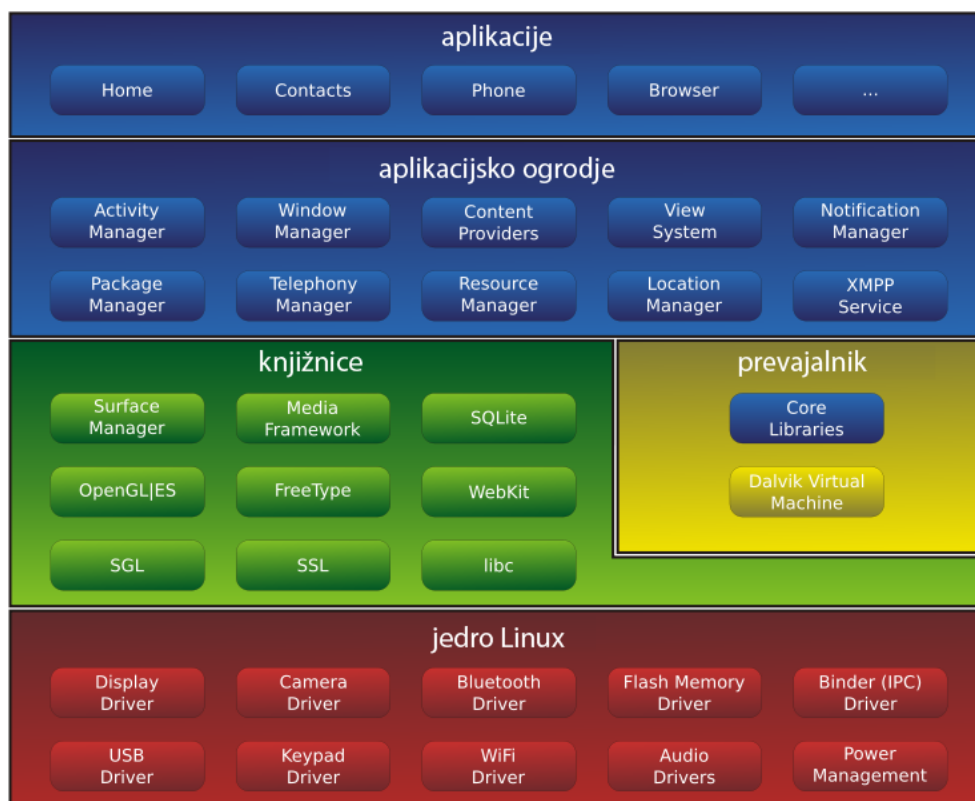 aplikacije
Home
Contacts
Phone
Browser
...
aplikacijsko ogrodje
Activity
Manager
Window
Manager
Content
Providers
View
System
Notification
Manager
Package
Manager
Telephony
Manager
Resource
Manager
Location
Manager
XMPP
Service
knjižnice
Surface
Manager
Media
Framework
SQLite
OpenGL|ES
FreeType
WebKit
SGL
SSL
libc
prevajalnik
Core
Libraries
Dalvik Virtual
Machine
jedro Linux
Display
Driver
Camera
Driver
Bluetooth
Driver
Flash Memory
Driver
Binder (IPC)
Driver
USB
Driver
Keypad
Driver
WiFi
Driver
Audio
Drivers
Power
Management